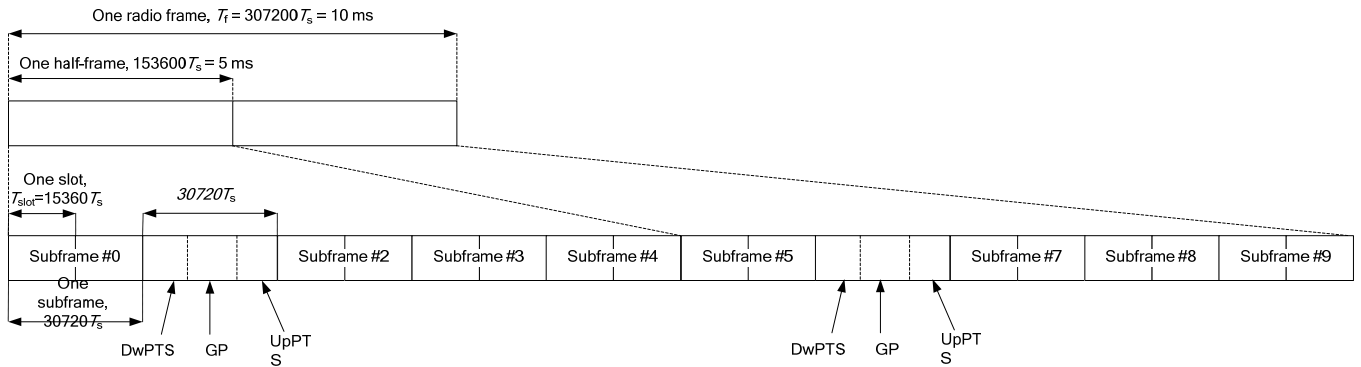 One radio frame, Tf = 307200Ts = 10 ms
One half-frame, 153600Ts = 5 ms
One slot,
Tslot=15360Ts
30720Ts
Subframe #0
Subframe #2
Subframe #3
Subframe #4
Subframe #5
Subframe #7
Subframe #8
Subframe #9
One
subframe,
30720Ts
DwPTS
GP
UpPT
S
DwPTS
GP
UpPT
S